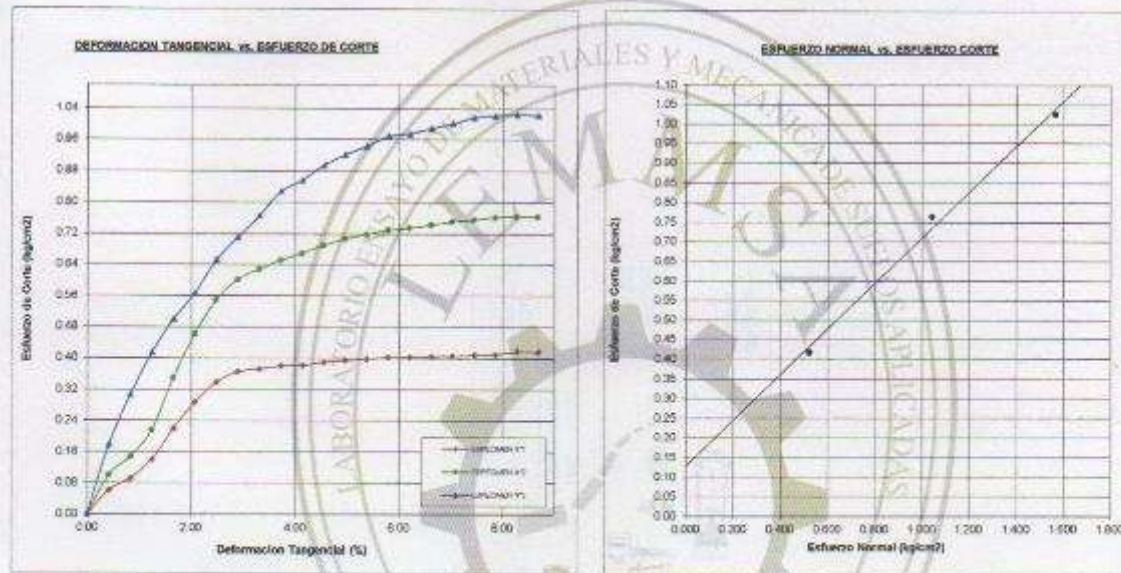 DEFORMACION TANGENCIAL vs. ESFUERZO DE CORTE
Esfuerzo de Corte (kg/cm2)
1.04
0.96
0.88
0.80
0.72
0.64
0.56
0.48
0.40
0.32
0.24
0.16
0.08
0.00
0.00 2.00 4.00 6.00 8.00
Deformacion Tangencial (%)
ESPECIMEN Nº1
ESPECIMEN Nº2
ESPECIMEN Nº3
ESFUERZO NORMAL vs. ESFUERZO CORTE
Esfuerzo de Corte (kg/cm2)
1.10
1.05
1.00
0.95
0.90
0.85
0.80
0.75
0.70
0.65
0.60
0.55
0.50
0.45
0.40
0.35
0.30
0.25
0.20
0.15
0.10
0.05
0.00
0.000 0.200 0.400 0.600 0.800 1.000 1.200 1.400 1.600 1.800
Esfuerzo Normal (kg/cm2)
LABORATORIO ENSAYO DE MATERIALES Y MECANICA DE SUELOS APLICADAS
LEMMSA